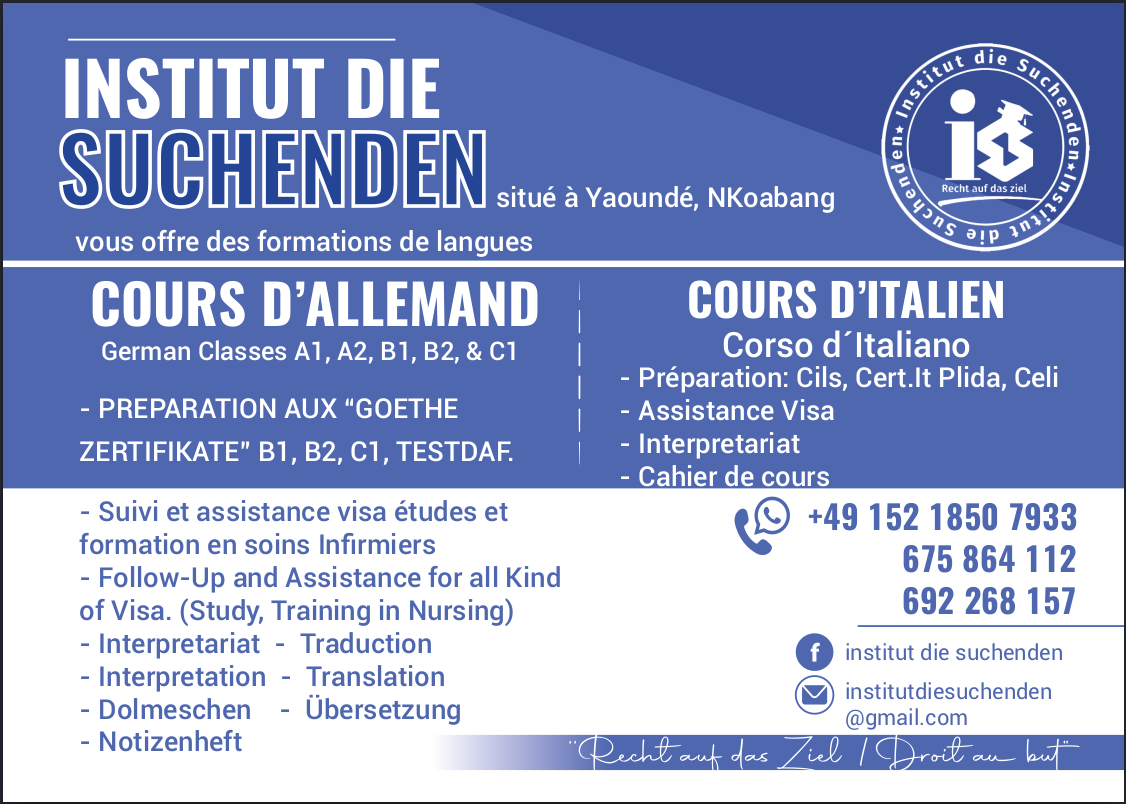 INSTITUT DIE
SUCHENDEN situé à Yaoundé, NKoabang
vous offre des formations de langues
★ Institut die Suchenden ★ Institut die Suchenden
iS
Recht auf das ziel
COURS D’ALLEMAND
German Classes A1, A2, B1, B2, & C1
- PREPARATION AUX “GOETHE
ZERTIFIKATE” B1, B2, C1, TESTDAF.
COURS D’ITALIEN
Corso d´Italiano
- Préparation: Cils, Cert.It Plida, Celi
- Assistance Visa
- Interpretariat
- Cahier de cours
- Suivi et assistance visa études et
formation en soins Infirmiers
- Follow-Up and Assistance for all Kind
of Visa. (Study, Training in Nursing)
- Interpretariat - Traduction
- Interpretation - Translation
- Dolmeschen - Übersetzung
- Notizenheft
+49 152 1850 7933
675 864 112
692 268 157
f institut die suchenden
institutdiesuchenden
@gmail.com
"Recht auf das Ziel / Droit au but"